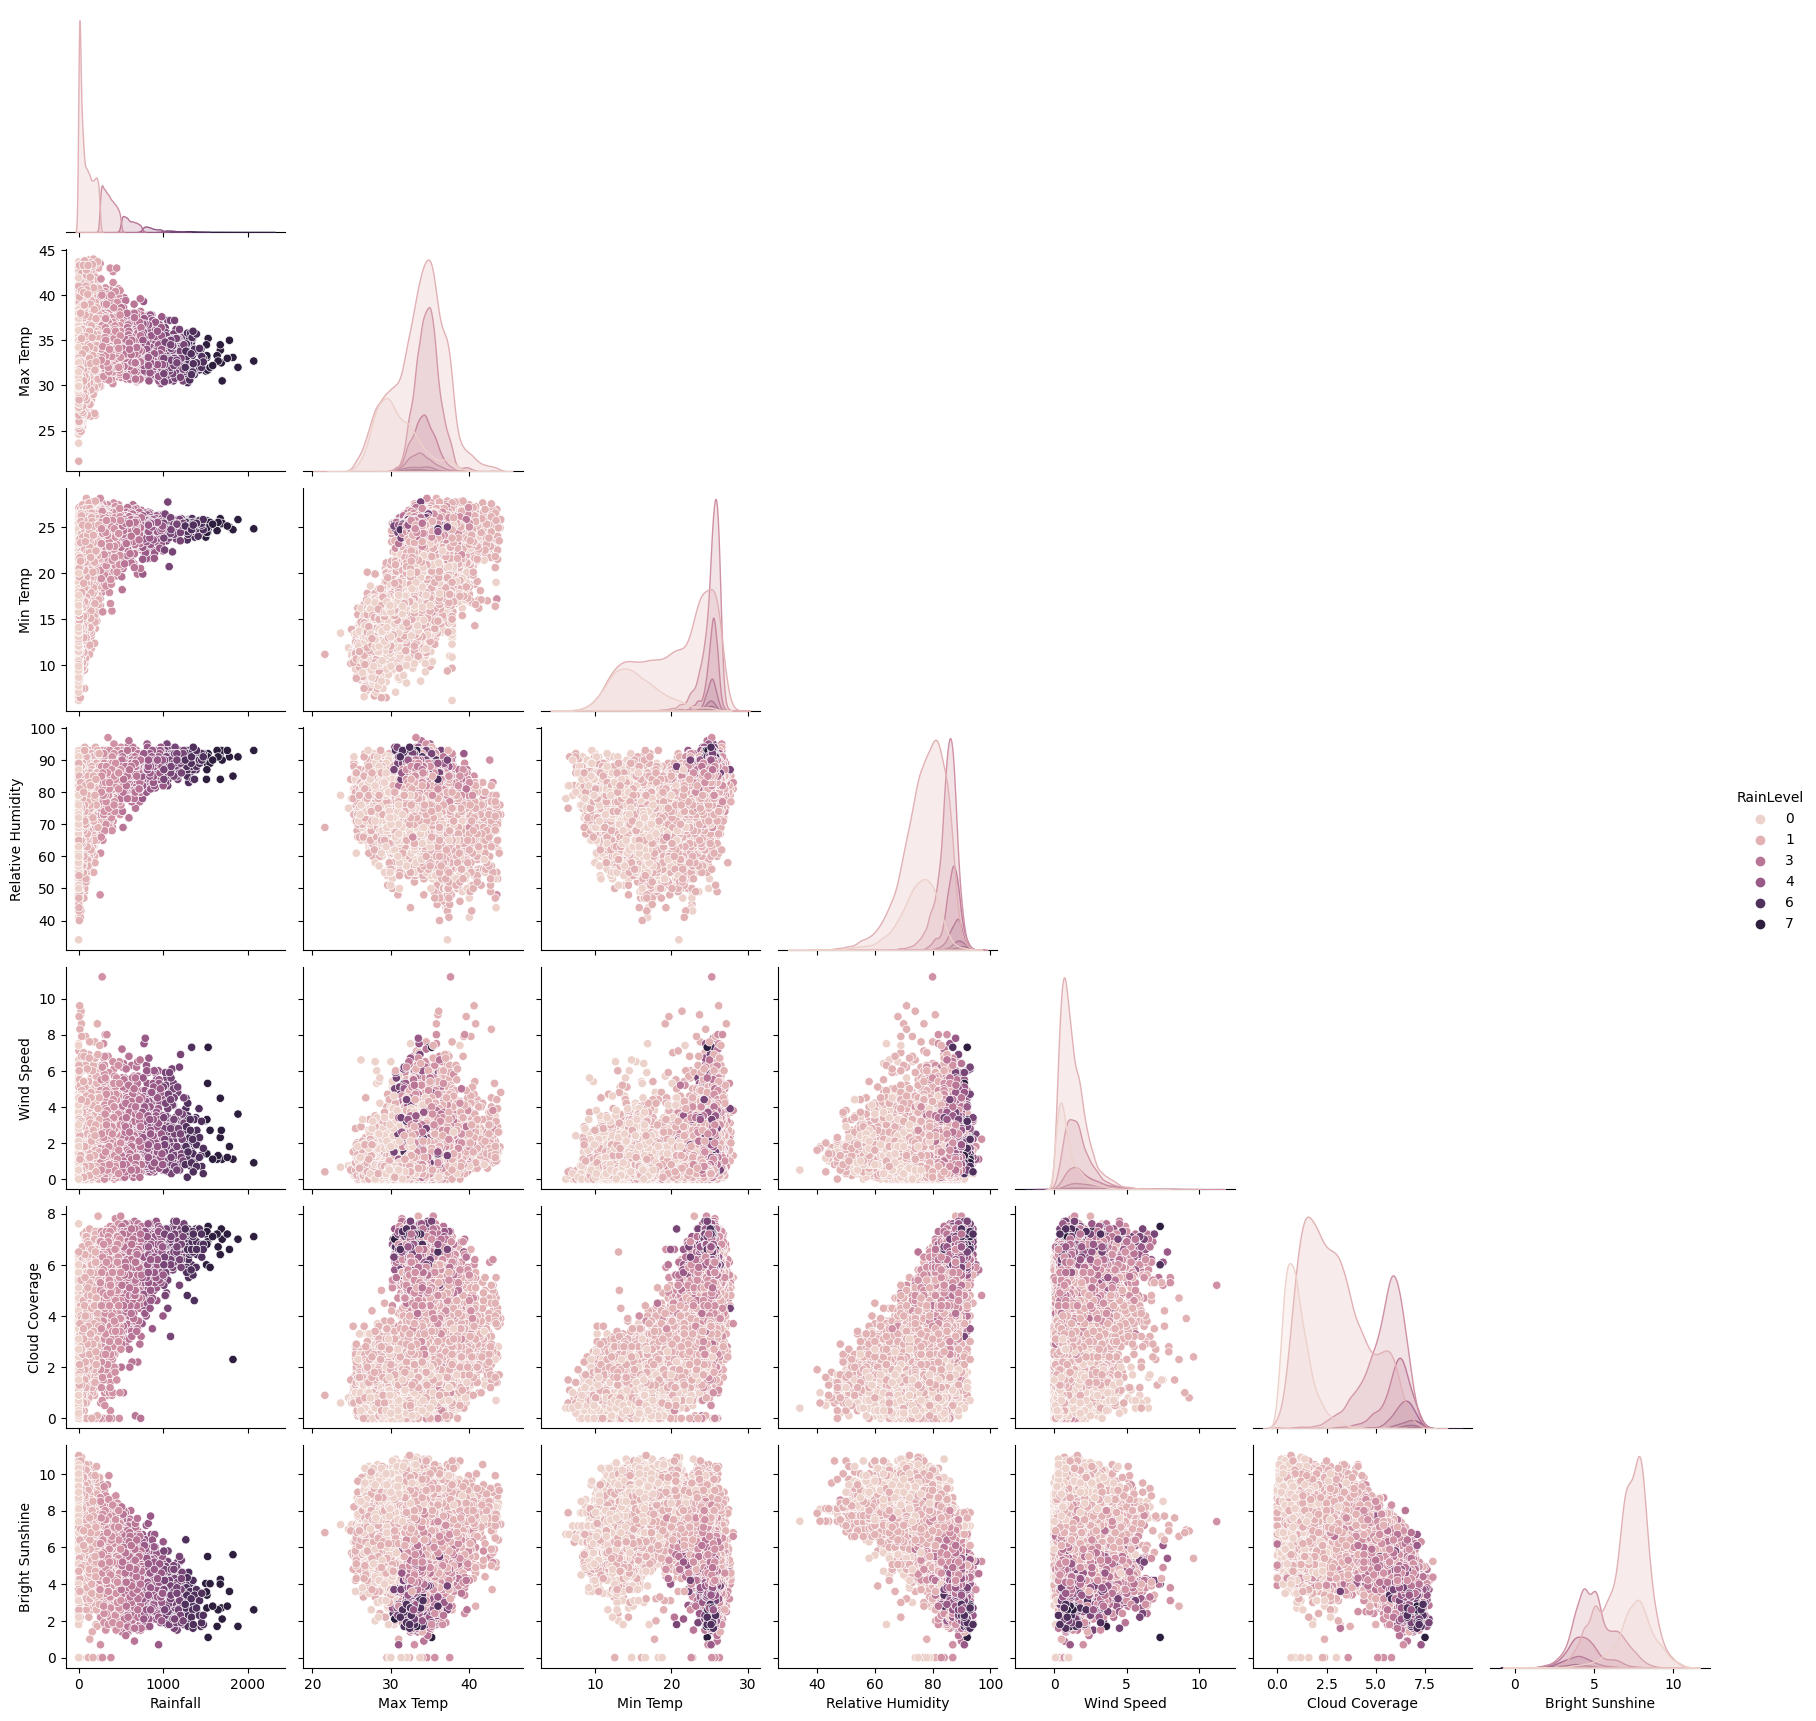 45
40
35
30
25
Max Temp
25
20
15
10
Min Temp
100
90
80
70
60
50
40
Relative Humidity
RainLevel
0
1
3
4
6
7
10
8
6
4
2
0
Wind Speed
8
6
4
2
0
Cloud Coverage
10
8
6
4
2
0
Bright Sunshine
0 1000 2000
20 30 40
10 20 30
40 60 80 100
0 5 10
0.0 2.5 5.0 7.5
0 5 10
Rainfall
Max Temp
Min Temp
Relative Humidity
Wind Speed
Cloud Coverage
Bright Sunshine